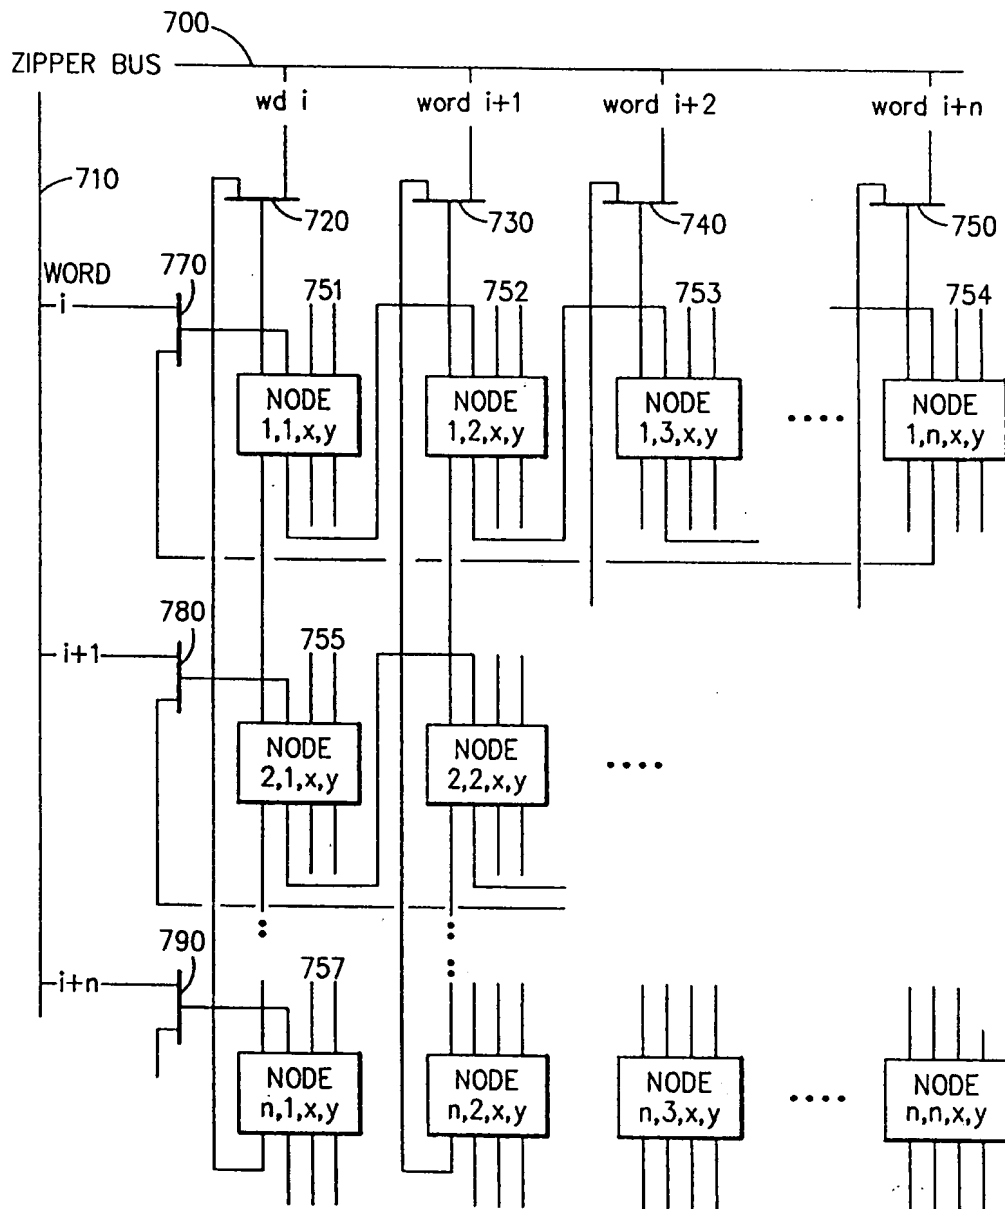 700
ZIPPER BUS
wd i
word i+1
word i+2
word i+n
710
720
730
740
750
WORD
770
i
751
752
753
754
NODE
1,1,x,y
NODE
1,2,x,y
NODE
1,3,x,y
....
NODE
1,n,x,y
780
i+1
755
NODE
2,1,x,y
NODE
2,2,x,y
....
790
i+n
757
NODE
n,1,x,y
NODE
n,2,x,y
NODE
n,3,x,y
....
NODE
n,n,x,y